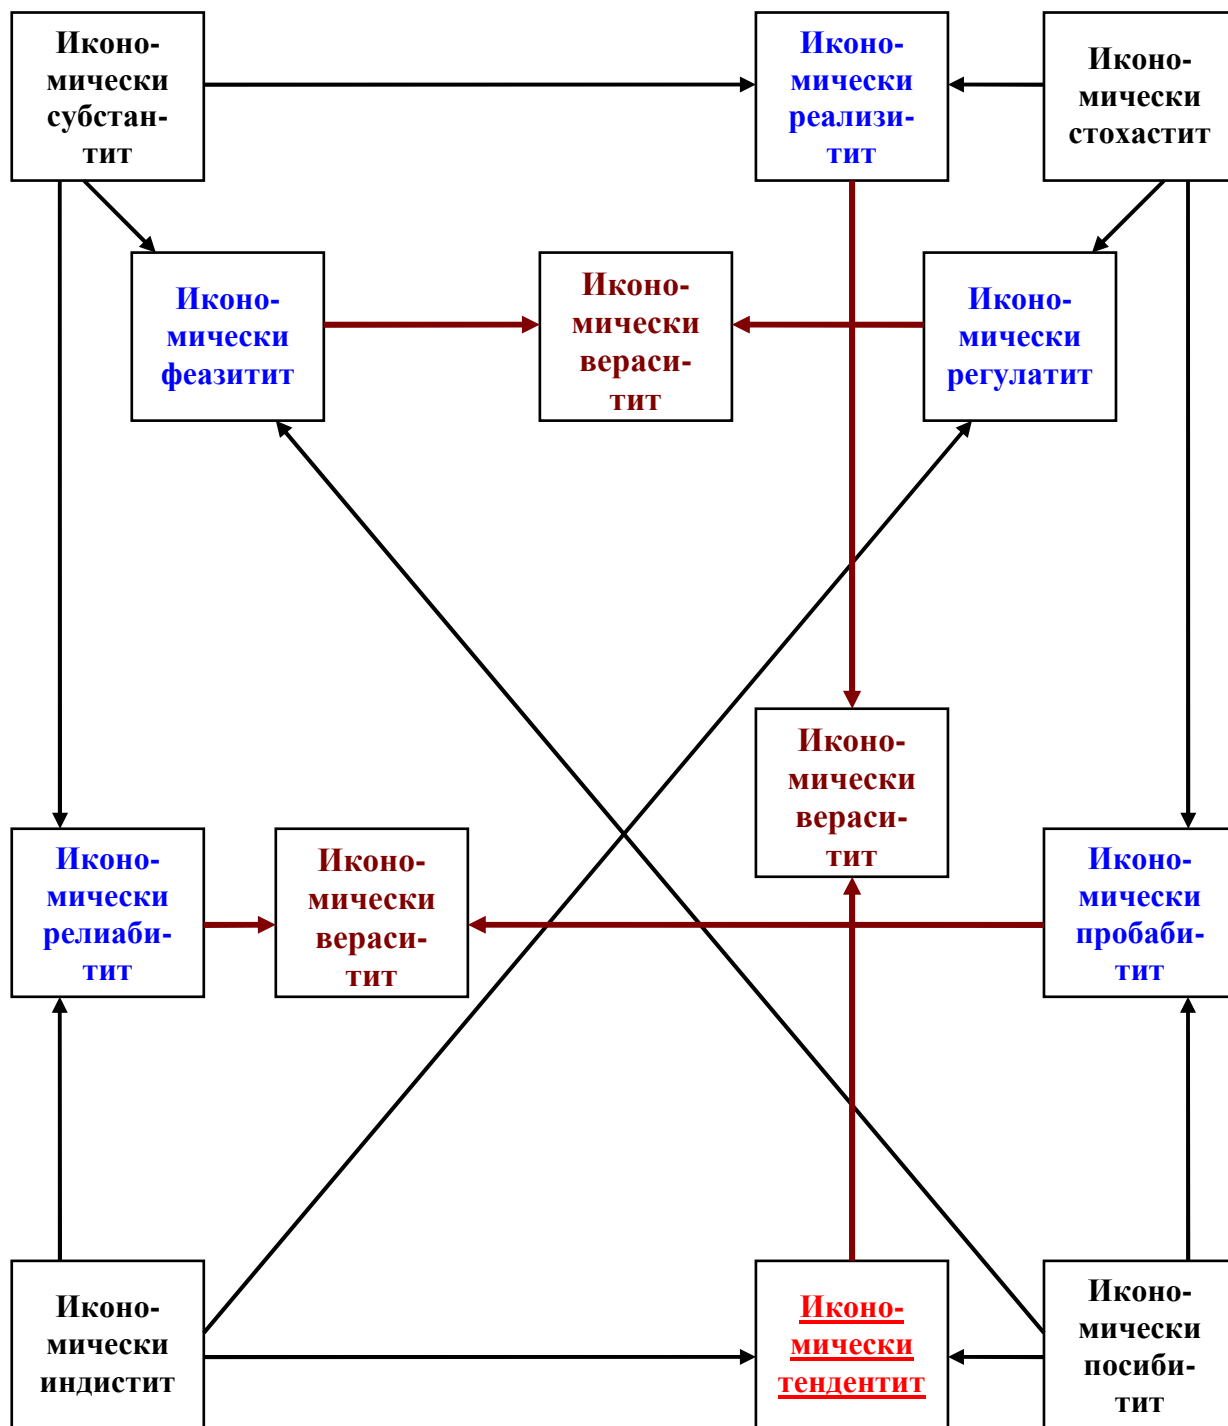 Иконо-
мически
субстан-
тит
Иконо-
мически
реализи-
тит
Иконо-
мически
стохастит
Иконо-
мически
феазитит
Иконо-
мически
вераси-
тит
Иконо-
мически
регулатит
Иконо-
мически
вераси-
тит
Иконо-
мически
релиаби-
тит
Иконо-
мически
вераси-
тит
Иконо-
мически
пробаби-
тит
Иконо-
мически
индистит
Иконо-
мически
тендентит
Иконо-
мически
посиби-
тит